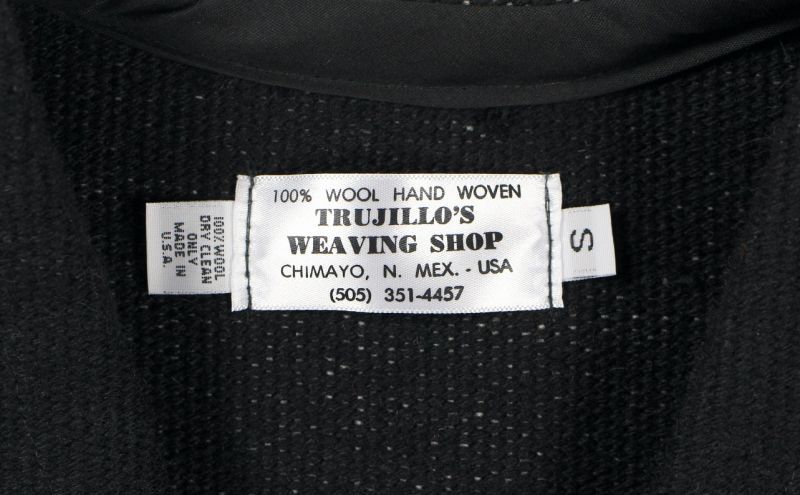 100% WOOL HAND WOVEN
TRUJILLO'S
WEAVING SHOP
CHIMAYO, N. MEX. - USA
(505) 351-4457
100% WOOL
DRY CLEAN
ONLY
MADE IN
U.S.A.
S